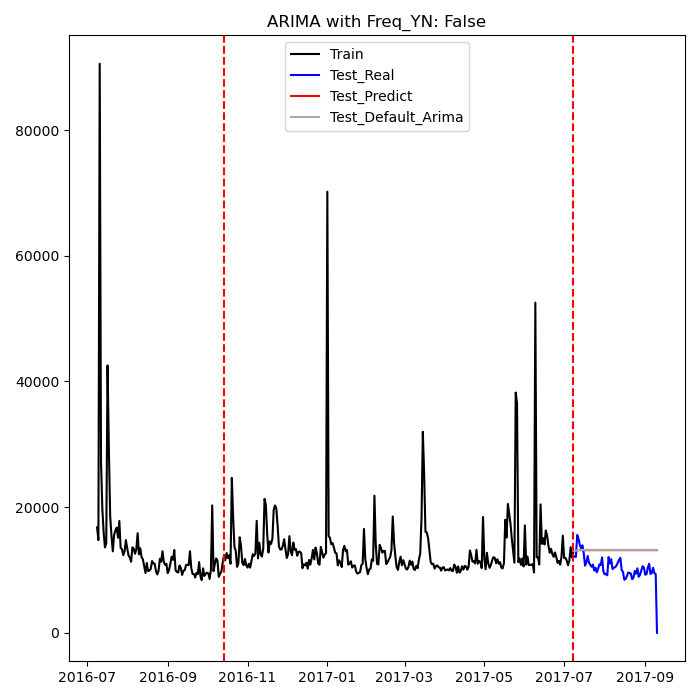 ARIMA with Freq_YN: False
Train
Test_Real
Test_Predict
Test_Default_Arima
80000
60000
40000
20000
0
2016-07 2016-09 2016-11 2017-01 2017-03 2017-05 2017-07 2017-09